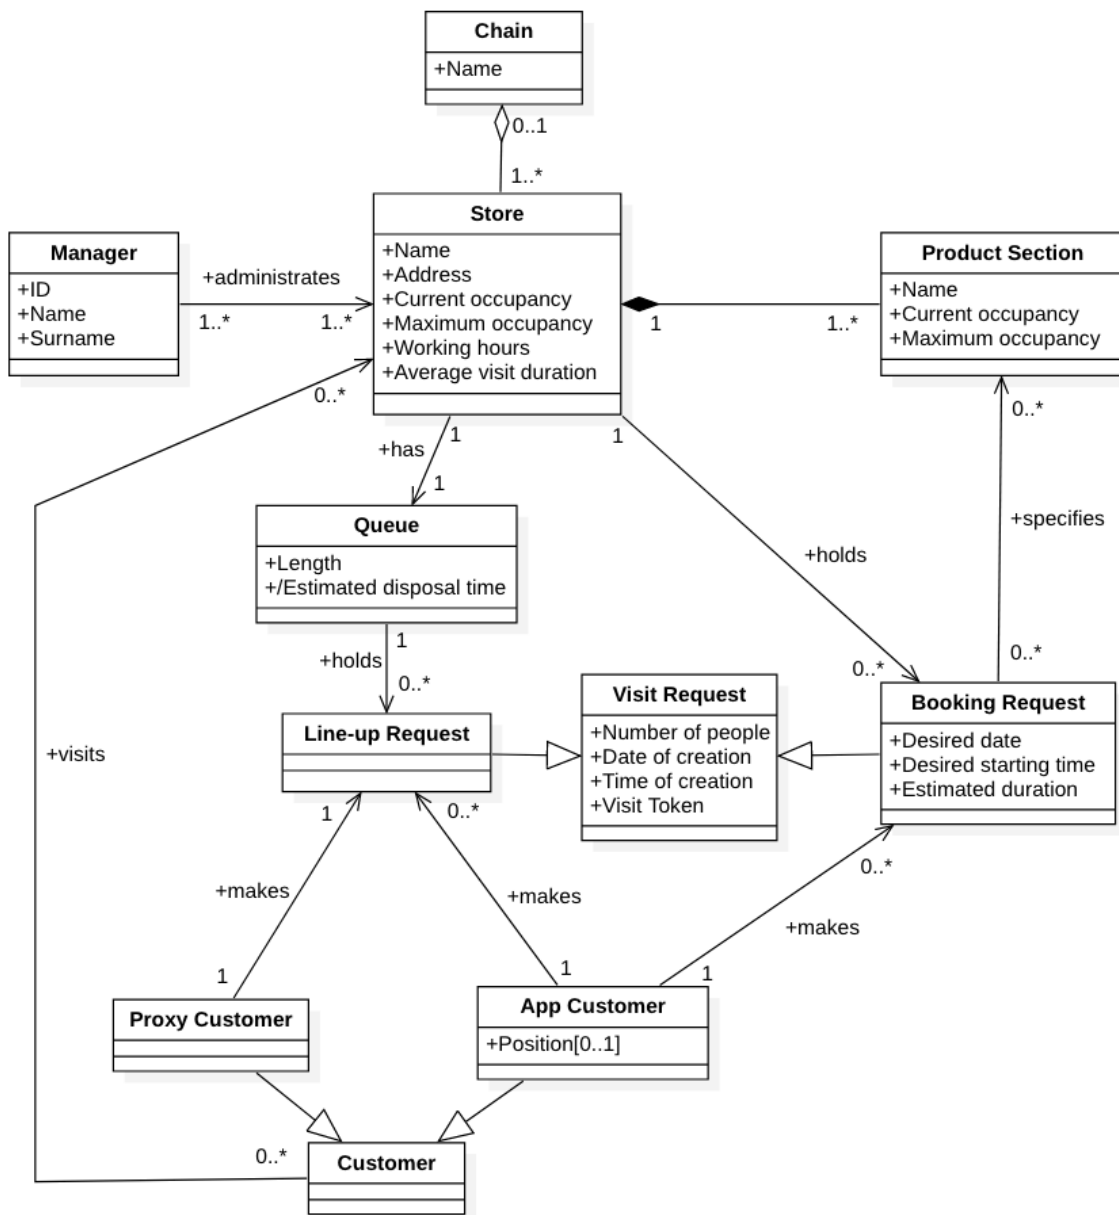 Chain
+Name
0..1
1..*
Store
+Name
+Address
+Current occupancy
+Maximum occupancy
+Working hours
+Average visit duration
Manager
+ID
+Name
+Surname
+administrates
1..*
1..*
Product Section
+Name
+Current occupancy
+Maximum occupancy
1
1..*
0..*
0..*
+has
1
1
1
Queue
+Length
+/Estimated disposal time
+specifies
+holds
1
+holds
0..*
0..*
0..*
Line-up Request
Visit Request
+Number of people
+Date of creation
+Time of creation
+Visit Token
Booking Request
+Desired date
+Desired starting time
+Estimated duration
+visits
1
0..*
0..*
+makes
+makes
+makes
1
1
1
Proxy Customer
App Customer
+Position[0..1]
0..*
Customer